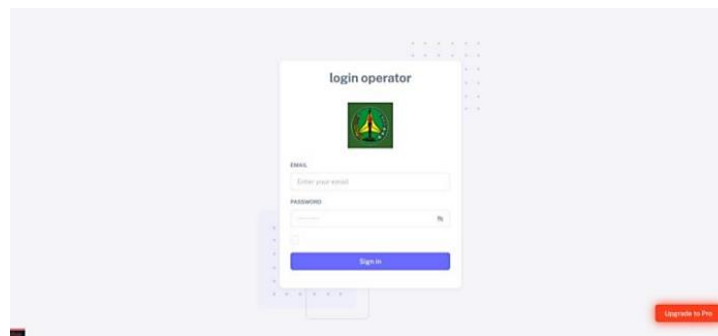 login operator
EMAIL
Enter your email
PASSWORD
Sign in
Upgrade to Pro